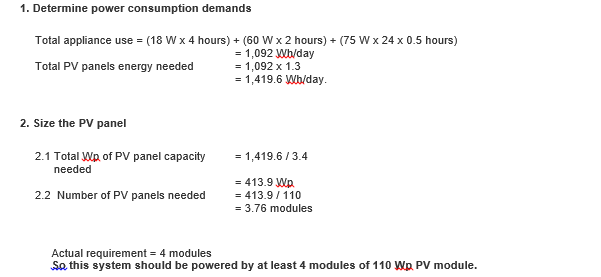 1. Determine power consumption demands
Total appliance use = (18 W x 4 hours) + (60 W x 2 hours) + (75 W x 24 x 0.5 hours)
= 1,092 Wh/day
Total PV panels energy needed = 1,092 x 1.3
= 1,419.6 Wh/day.
2. Size the PV panel
2.1 Total Wp of PV panel capacity = 1,419.6 / 3.4
needed
= 413.9 Wp
2.2 Number of PV panels needed = 413.9 / 110
= 3.76 modules
Actual requirement = 4 modules
So this system should be powered by at least 4 modules of 110 Wp PV module.